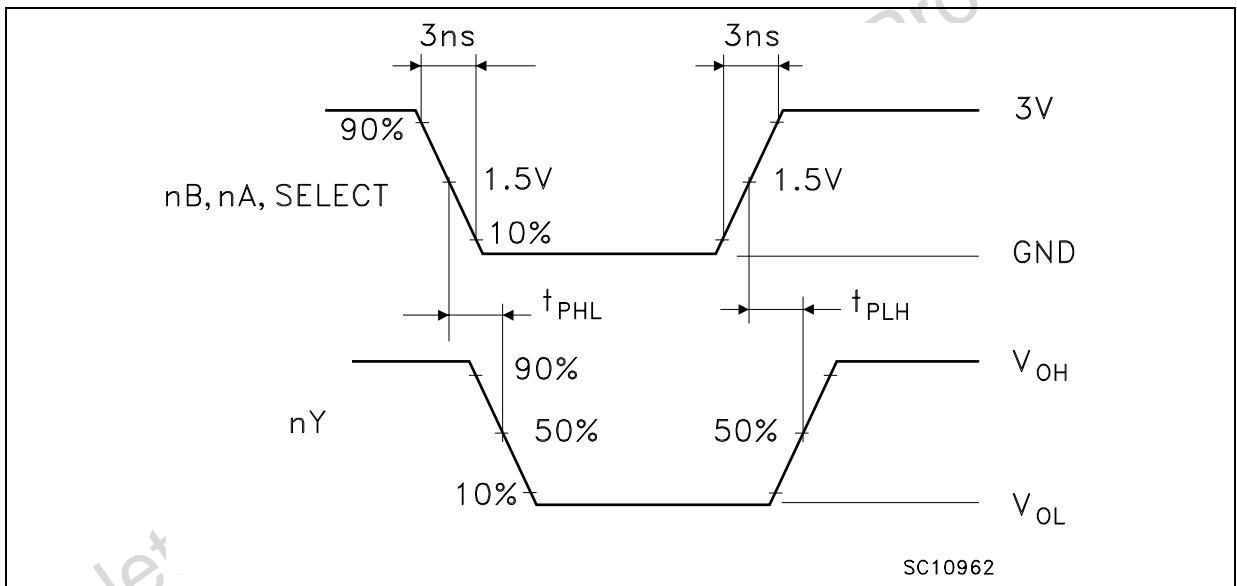 3ns 3ns
3V
90%
1.5V 1.5V
nB, nA, SELECT
10%
GND
tPHL tPLH
90% VOH
nY 50% 50%
10%
VOL
SC10962